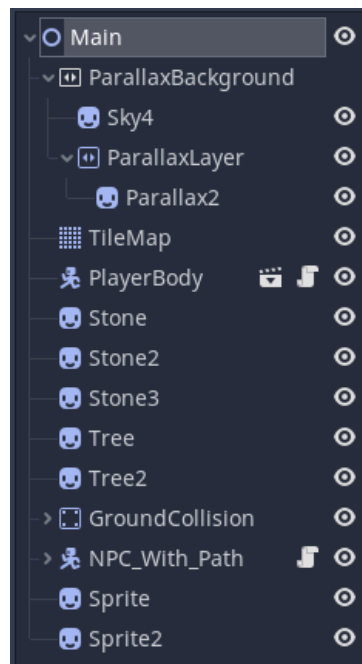 Main
ParallaxBackground
Sky4
ParallaxLayer
Parallax2
TileMap
PlayerBody
Stone
Stone2
Stone3
Tree
Tree2
GroundCollision
NPC_With_Path
Sprite
Sprite2